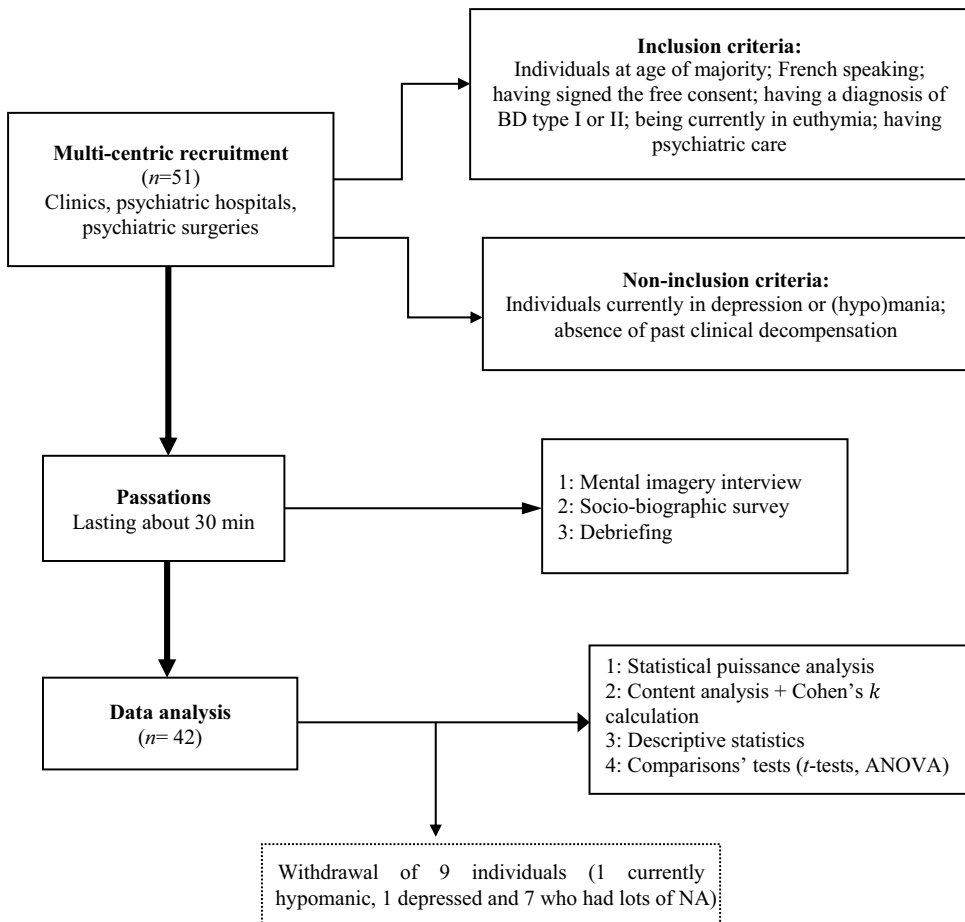 Inclusion criteria:
Individuals at age of majority; French speaking;
having signed the free consent; having a diagnosis of
BD type I or II; being currently in euthymia; having
psychiatric care
Multi-centric recruitment
(n=51)
Clinics, psychiatric hospitals,
psychiatric surgeries
Non-inclusion criteria:
Individuals currently in depression or (hypo)mania;
absence of past clinical decompensation
Passations
Lasting about 30 min
1: Mental imagery interview
2: Socio-biographic survey
3: Debriefing
Data analysis
(n= 42)
1: Statistical puissance analysis
2: Content analysis + Cohen’s k
calculation
3: Descriptive statistics
4: Comparisons’ tests (t-tests, ANOVA)
Withdrawal of 9 individuals (1 currently
hypomanic, 1 depressed and 7 who had lots of NA)